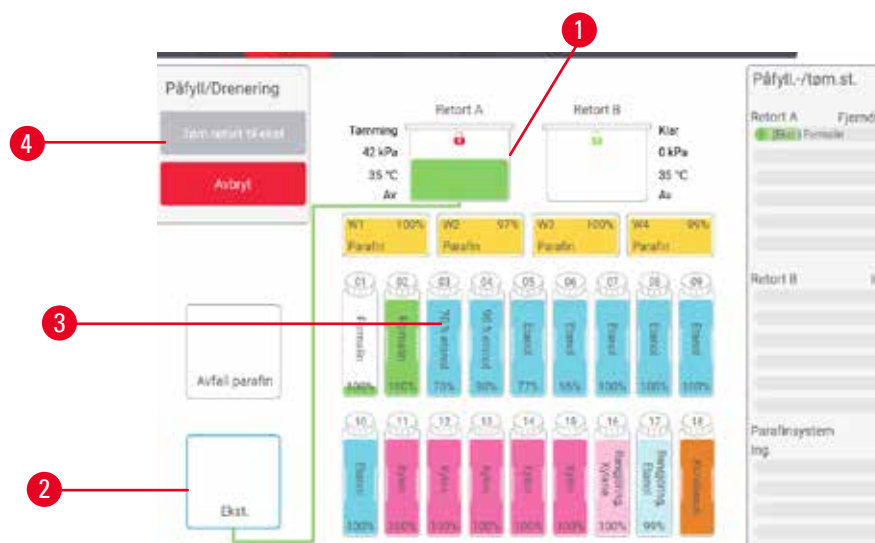 1
Påfyll/Drenering
Tøm retort til ekst
Avbryt
4
Retort A
Tømming
42 kPa
35 °C
Av
Retort B
Klar
0 kPa
35 °C
Av
Påfyll.-/tøm.st.
Retort A
Formalin
Retort B
Parafinsystem
Ing.
W1 100%
Parafin
W2 97%
Parafin
W3 100%
Parafin
W4 99%
Parafin
3
01 02 03 04 05 06 07 08 09
Formalin
Formalin
70 % etanol
90 % etanol
Etanol
Etanol
Etanol
Etanol
Etanol
100% 100% 70% 90% 77% 100% 100% 100%
Avfall parafin
2
Ekst.
10 11 12 13 14 15 16 17 18
Etanol
Xylen
Xylen
Xylen
Xylen
Xylen
Rengjøring, Xylene
Rengjøring, Etanol
100% 100% 100% 100% 100% 100% 100% 99%